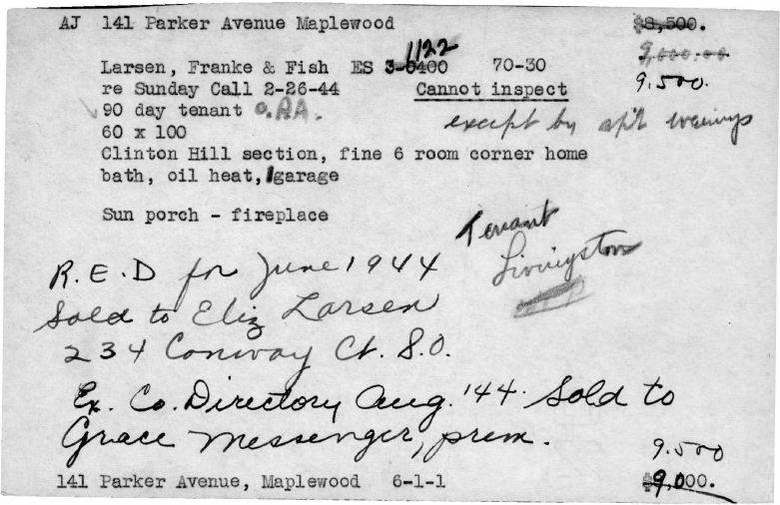 AJ 141 Parker Avenue Maplewood $8,500.
9,000.00
1122
Larsen, Franke & Fish ES 3-0400 70-30 9,500.
re Sunday Call 2-26-44 Cannot inspect
90 day tenant O.P.A. except by ap't evenings
60 x 100
Clinton Hill section, fine 6 room corner home
bath, oil heat, 1 garage
Sun porch - fireplace
Tenant
Livingston
R.E.D for June 1944
Sold to Eliz Larsen
234 Conway Ct. S.O.
Ex. Co. Directory Aug. '44. Sold to
Grace Messenger, prem.
9,500
141 Parker Avenue, Maplewood 6-1-1 $9,000.